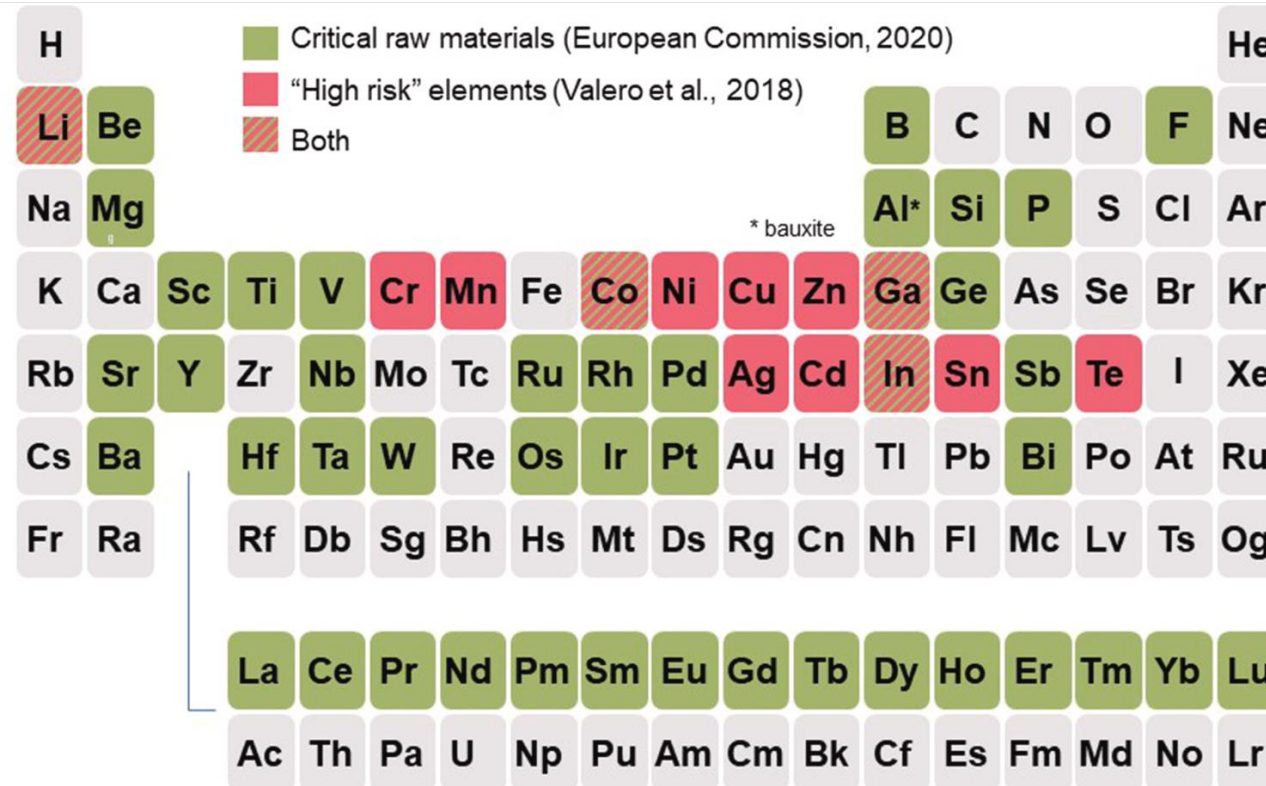 H He
Critical raw materials (European Commission, 2020)
“High risk” elements (Valero et al., 2018)
Both
Li Be B C N O F Ne
Na Mg Al* Si P S Cl Ar
g
* bauxite
K Ca Sc Ti V Cr Mn Fe Co Ni Cu Zn Ga Ge As Se Br Kr
Rb Sr Y Zr Nb Mo Tc Ru Rh Pd Ag Cd In Sn Sb Te I Xe
Cs Ba Hf Ta W Re Os Ir Pt Au Hg Tl Pb Bi Po At Ru
Fr Ra Rf Db Sg Bh Hs Mt Ds Rg Cn Nh Fl Mc Lv Ts Og
La Ce Pr Nd Pm Sm Eu Gd Tb Dy Ho Er Tm Yb Lu
Ac Th Pa U Np Pu Am Cm Bk Cf Es Fm Md No Lr